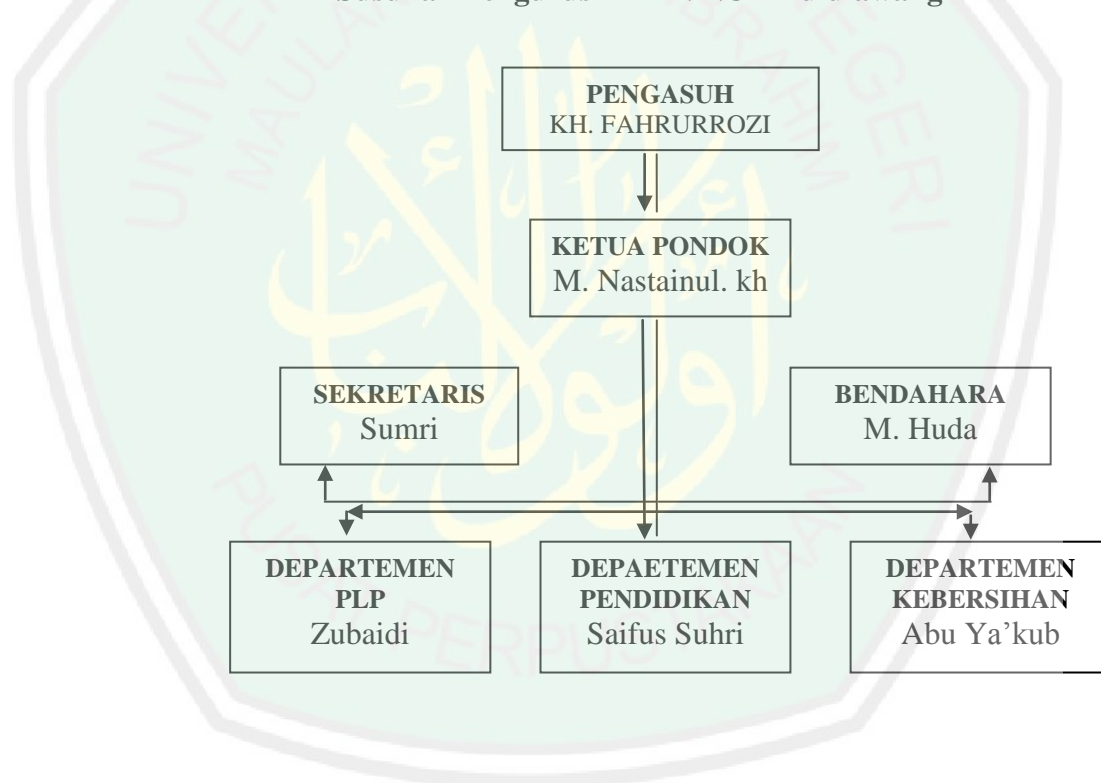 PENGASUH
KH. FAHRURROZI
KETUA PONDOK
M. Nastainul. kh
SEKRETARIS
Sumri
BENDAHARA
M. Huda
DEPARTEMEN
PLP
Zubaidi
DEPAETEMEN
PENDIDIKAN
Saifus Suhri
DEPARTEMEN
KEBERSIHAN
Abu Ya’kub